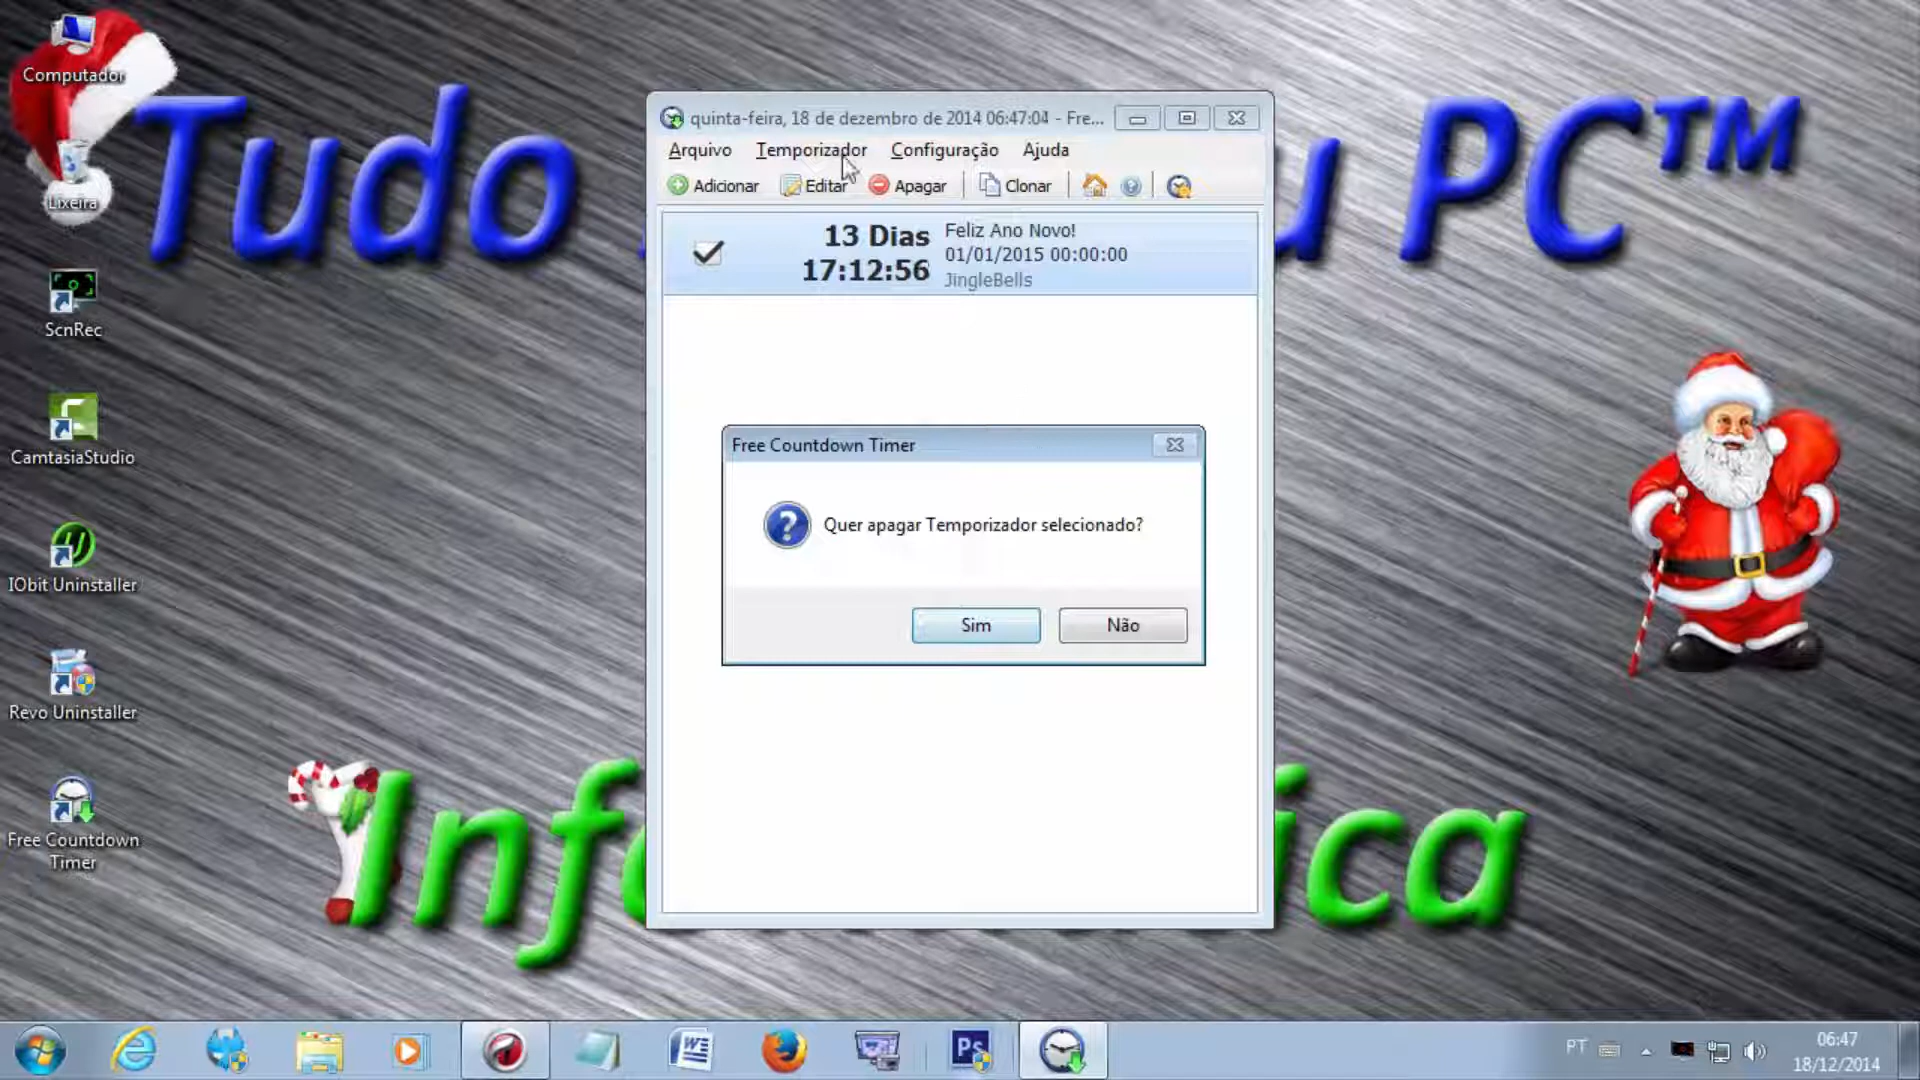 Computador
Lixeira
ScnRec
CamtasiaStudio
IObit Uninstaller
Revo Uninstaller
Free Countdown
Timer
Tudo
u PC™
Info
ica
quinta-feira, 18 de dezembro de 2014 06:47:04 - Fre...
Arquivo Temporizador Configuração Ajuda
Adicionar Editar Apagar Clonar
13 Dias
17:12:56
Feliz Ano Novo!
01/01/2015 00:00:00
JingleBells
Free Countdown Timer
Quer apagar Temporizador selecionado?
Sim Não
W
Ps
PT
06:47
18/12/2014